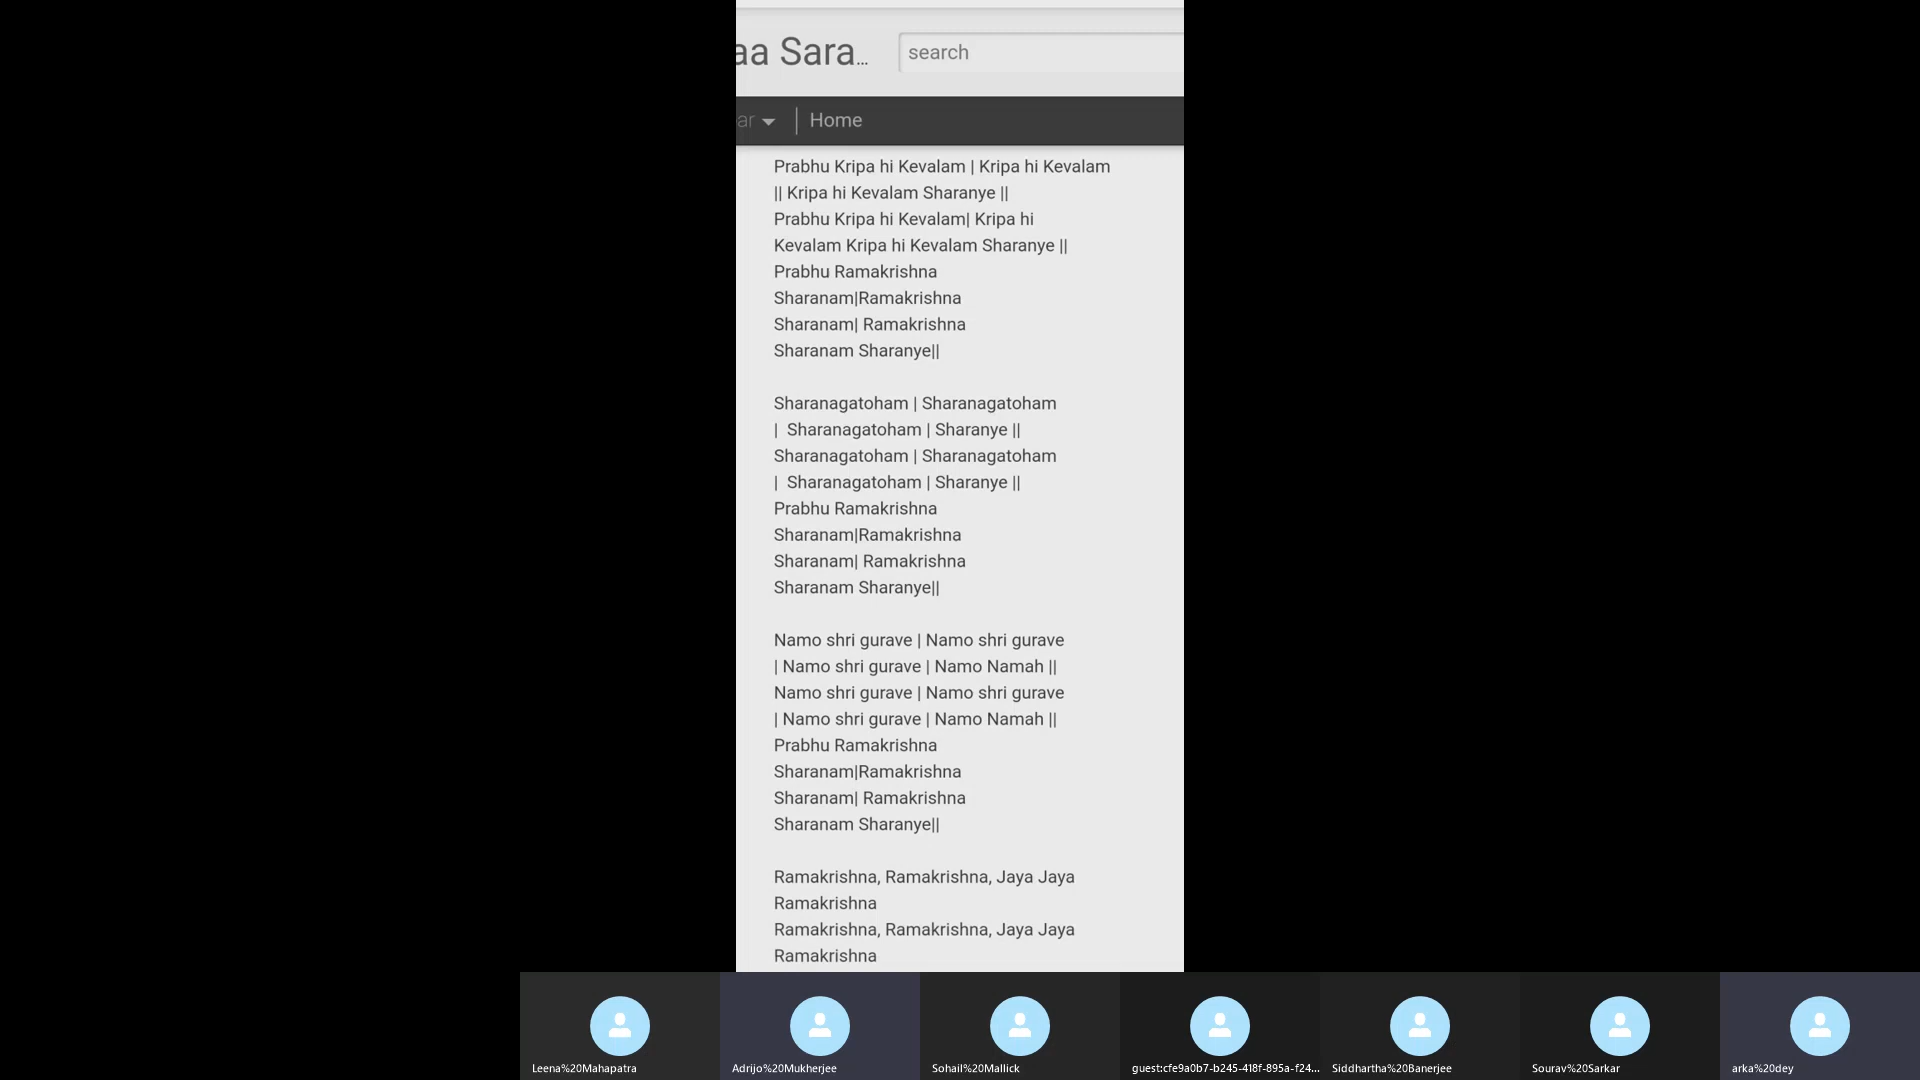 aa Sara...
search
ar
Home
Prabhu Kripa hi Kevalam | Kripa hi Kevalam
|| Kripa hi Kevalam Sharanye ||
Prabhu Kripa hi Kevalam| Kripa hi
Kevalam Kripa hi Kevalam Sharanye ||
Prabhu Ramakrishna
Sharanam|Ramakrishna
Sharanam| Ramakrishna
Sharanam Sharanye||
Sharanagatoham | Sharanagatoham
| Sharanagatoham | Sharanye ||
Sharanagatoham | Sharanagatoham
| Sharanagatoham | Sharanye ||
Prabhu Ramakrishna
Sharanam|Ramakrishna
Sharanam| Ramakrishna
Sharanam Sharanye||
Namo shri gurave | Namo shri gurave
| Namo shri gurave | Namo Namah ||
Namo shri gurave | Namo shri gurave
| Namo shri gurave | Namo Namah ||
Prabhu Ramakrishna
Sharanam|Ramakrishna
Sharanam| Ramakrishna
Sharanam Sharanye||
Ramakrishna, Ramakrishna, Jaya Jaya
Ramakrishna
Ramakrishna, Ramakrishna, Jaya Jaya
Ramakrishna
Leena%20Mahapatra
Adrijo%20Mukherjee
Sohail%20Mallick
guest:cfe9a0b7-b245-418f-895a-f24...
Siddhartha%20Banerjee
Sourav%20Sarkar
arka%20dey